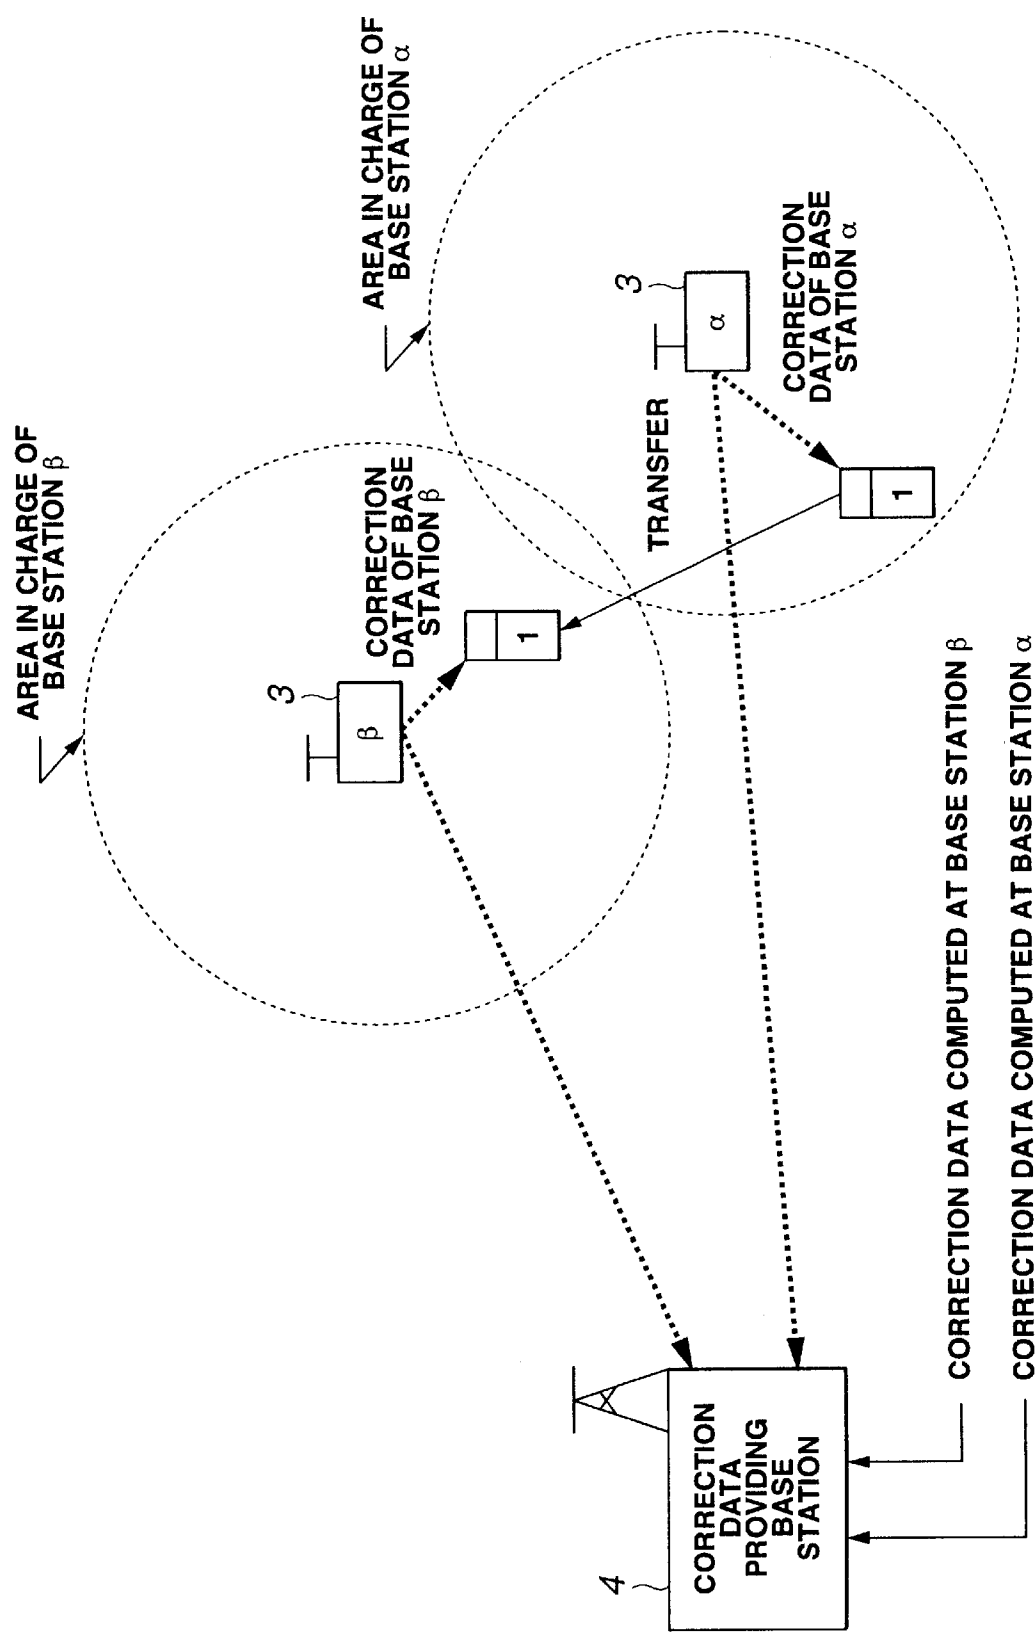 AREA IN CHARGE OF
BASE STATION β
AREA IN CHARGE OF
BASE STATION α
3
β
CORRECTION
DATA OF BASE
STATION β
1
TRANSFER
3
α
CORRECTION
DATA OF BASE
STATION α
1
4
CORRECTION
DATA
PROVIDING
BASE
STATION
CORRECTION DATA COMPUTED AT BASE STATION β
CORRECTION DATA COMPUTED AT BASE STATION α